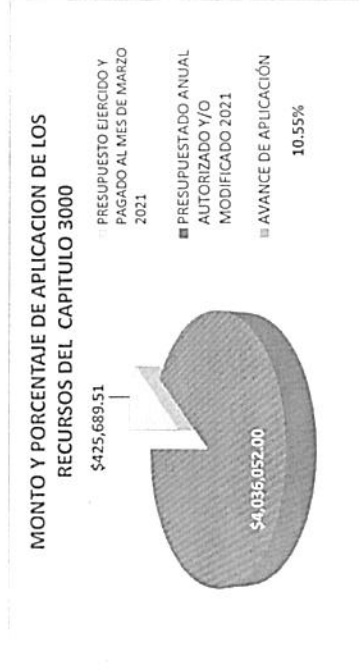 MONTO Y PORCENTAJE DE APLICACION DE LOS
RECURSOS DEL CAPITULO 3000
$425,689.51
$4,036,052.00
PRESUPUESTO EJERCIDO Y
PAGADO AL MES DE MARZO
2021
PRESUPUESTADO ANUAL
AUTORIZADO Y/O
MODIFICADO 2021
AVANCE DE APLICACIÓN
10.55%